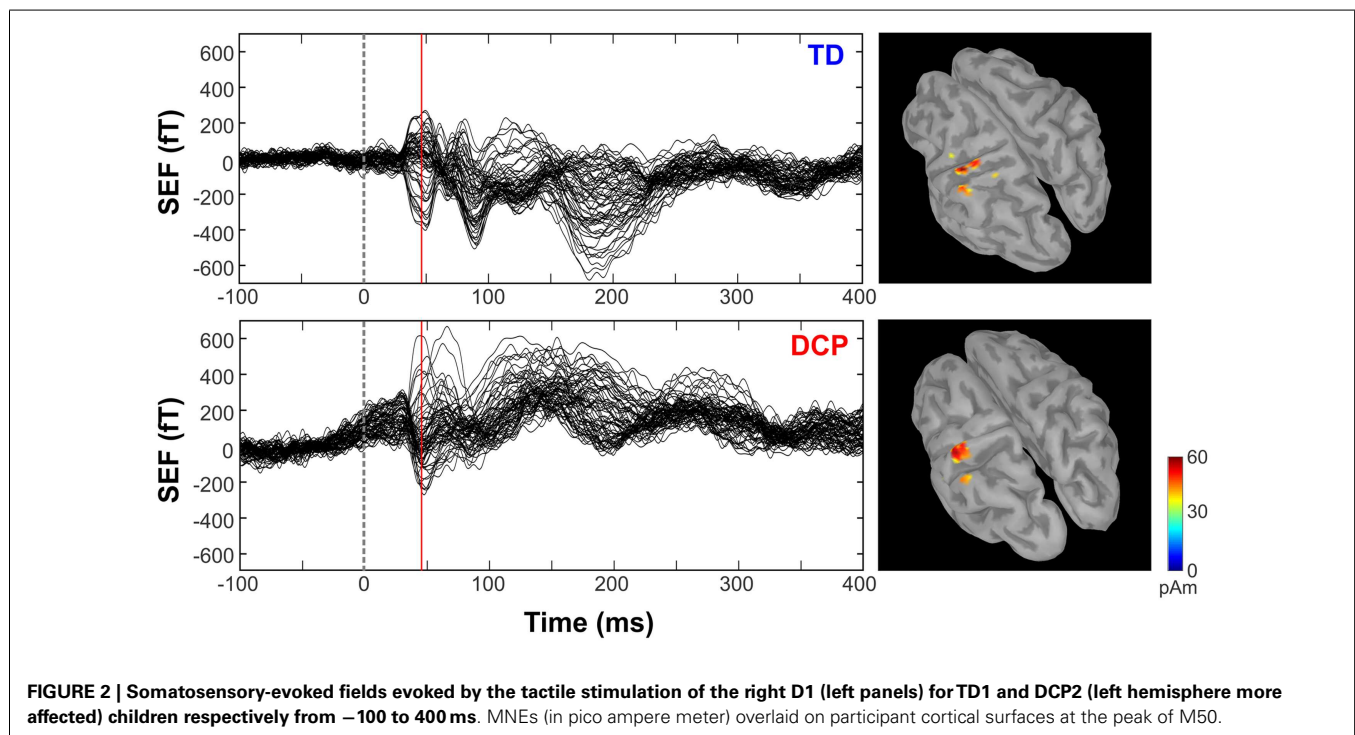 TD
600
400
200
0
-200
-400
-600
SEF (fT)
-100 0 100 200 300 400
DCP
600
400
200
0
-200
-400
-600
SEF (fT)
-100 0 100 200 300 400
Time (ms)
60
30
0
pAm
FIGURE 2 | Somatosensory-evoked fields evoked by the tactile stimulation of the right D1 (left panels) for TD1 and DCP2 (left hemisphere more
affected) children respectively from −100 to 400 ms. MNEs (in pico ampere meter) overlaid on participant cortical surfaces at the peak of M50.